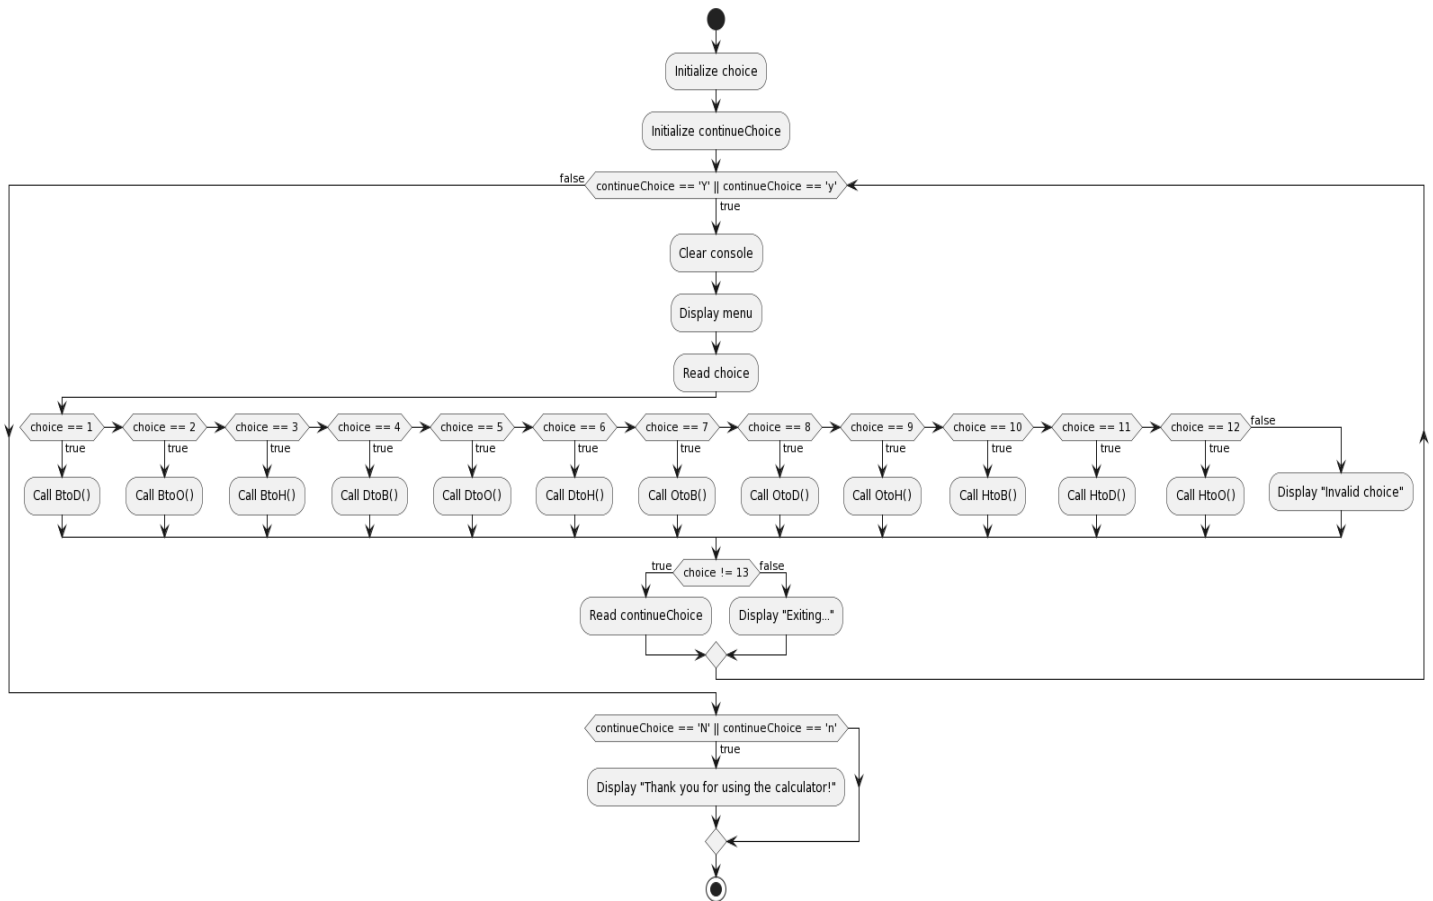 Initialize choice
Initialize continueChoice
false
continueChoice == 'Y' || continueChoice == 'y'
true
Clear console
Display menu
Read choice
choice == 1
choice == 2
choice == 3
choice == 4
choice == 5
choice == 6
choice == 7
choice == 8
choice == 9
choice == 10
choice == 11
choice == 12
false
true
true
true
true
true
true
true
true
true
true
true
true
Call BtoD()
Call BtoO()
Call BtoH()
Call DtoB()
Call DtoO()
Call DtoH()
Call OtoB()
Call OtoD()
Call OtoH()
Call HtoB()
Call HtoD()
Call HtoO()
Display "Invalid choice"
true
choice != 13
false
Read continueChoice
Display "Exiting..."
continueChoice == 'N' || continueChoice == 'n'
true
Display "Thank you for using the calculator!"